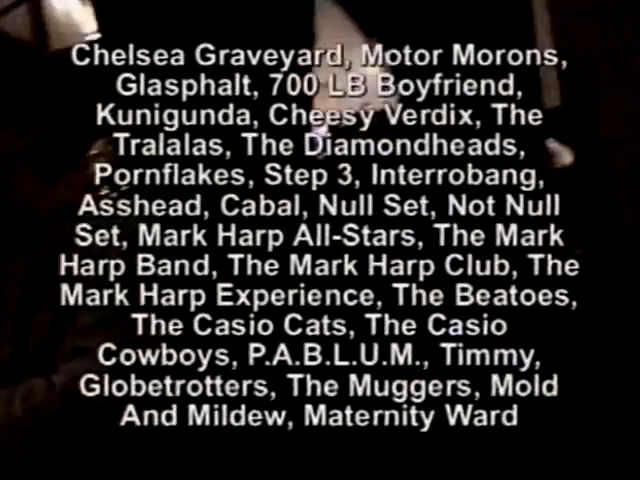 Chelsea Graveyard, Motor Morons,
Glasphalt, 700 LB Boyfriend,
Kunigunda, Cheesy Verdix, The
Tralalas, The Diamondheads,
Pornflakes, Step 3, Interrobang,
Asshead, Cabal, Null Set, Not Null
Set, Mark Harp All-Stars, The Mark
Harp Band, The Mark Harp Club, The
Mark Harp Experience, The Beatoes,
The Casio Cats, The Casio
Cowboys, P.A.B.L.U.M., Timmy,
Globetrotters, The Muggers, Mold
And Mildew, Maternity Ward